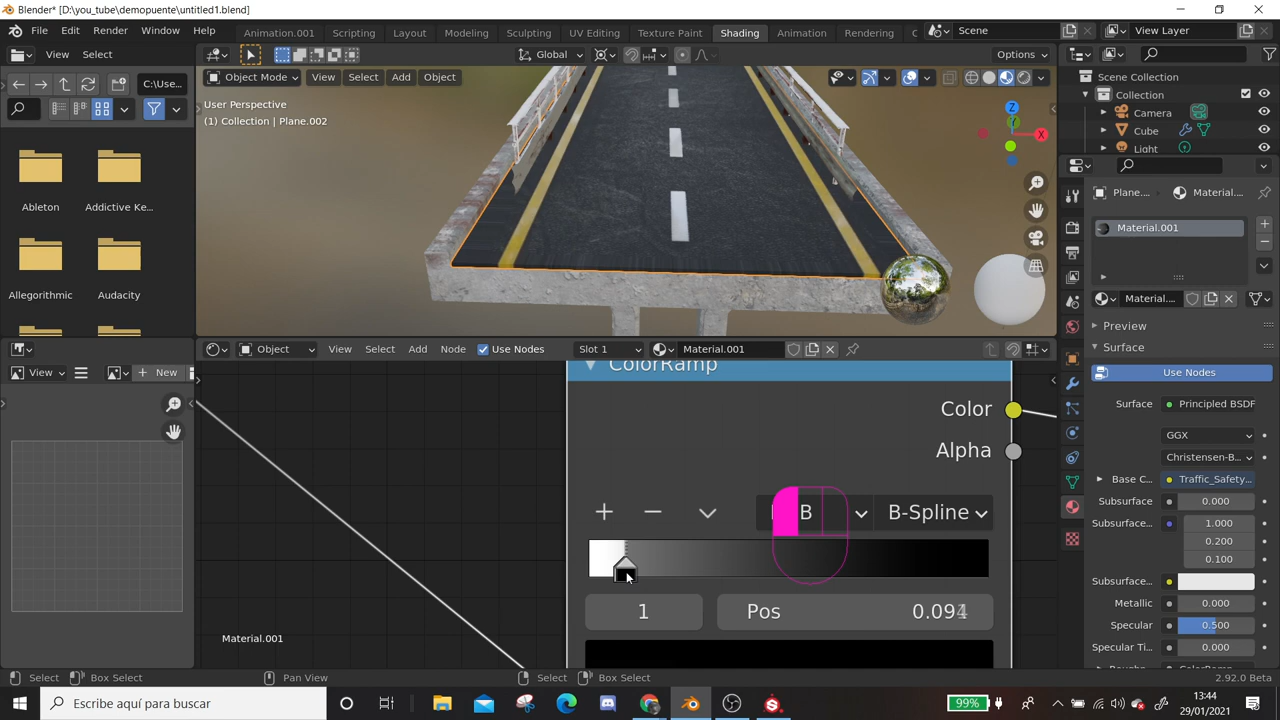 Blender* [D:\you_tube\demopuente\untitled1.blend]
File Edit Render Window Help
Animation.001 Scripting Layout Modeling Sculpting UV Editing Texture Paint Shading Animation Rendering C
Scene
View Layer
View Select
Global
Options
Object Mode View Select Add Object
C:\Use...
User Perspective
(1) Collection | Plane.002
Z
Y
X
Ableton
Addictive Ke...
Allegorithmic
Audacity
Scene Collection
Collection
Camera
Cube
Light
Plane....
Material....
Material.001
Material....
Preview
Surface
Use Nodes
Surface Principled BSDF
GGX
Christensen-B...
Base C... Traffic_Safety...
Subsurface 0.000
Subsurface... 1.000
0.200
0.100
Subsurface...
Metallic 0.000
Specular 0.500
Specular Ti... 0.000
View
New
Object View Select Add Node Use Nodes Slot 1 Material.001
ColorRamp
Color
Alpha
B
B-Spline
1
Pos
Material.001
Select Box Select Pan View Select Box Select
2.92.0 Beta
Escribe aquí para buscar
99%
13:44
29/01/2021